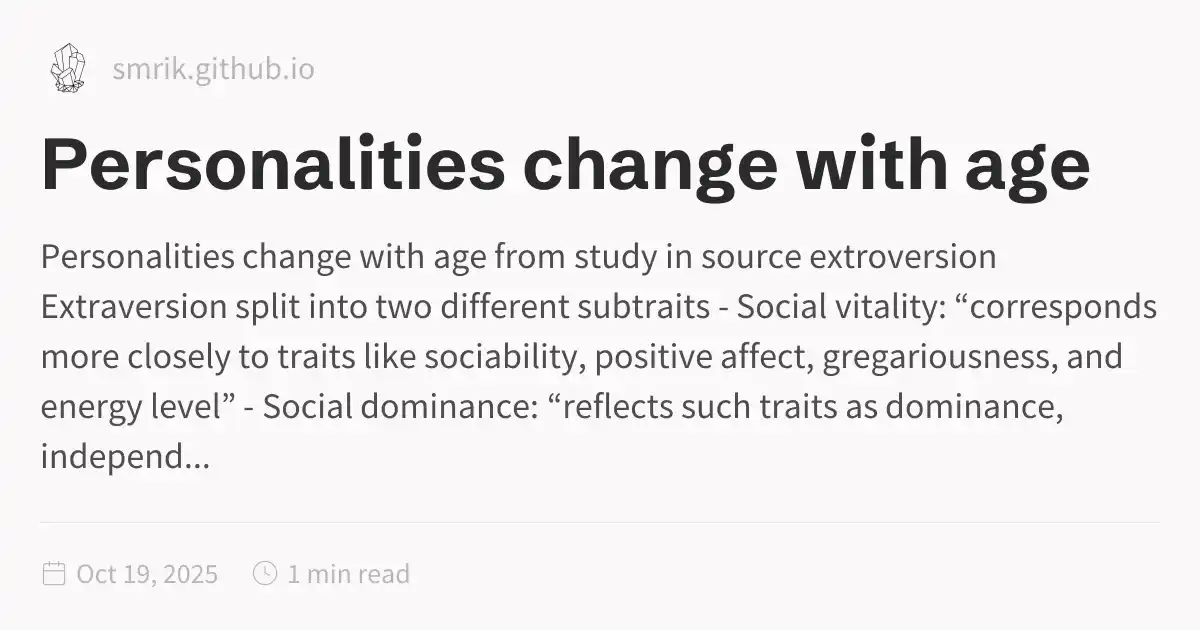 smrik.github.io
Personalities change with age
Personalities change with age from study in source extroversion
Extraversion split into two different subtraits - Social vitality: “corresponds
more closely to traits like sociability, positive affect, gregariousness, and
energy level” - Social dominance: “reflects such traits as dominance,
independ...
Oct 19, 2025 1 min read